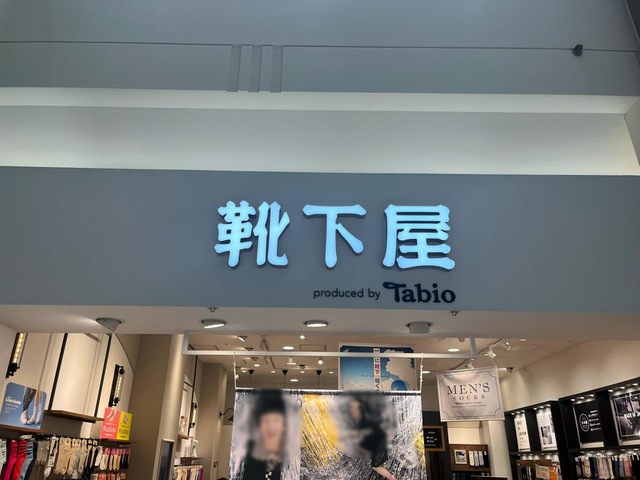 靴下屋
produced by Tabio
MEN'S
SOCKS